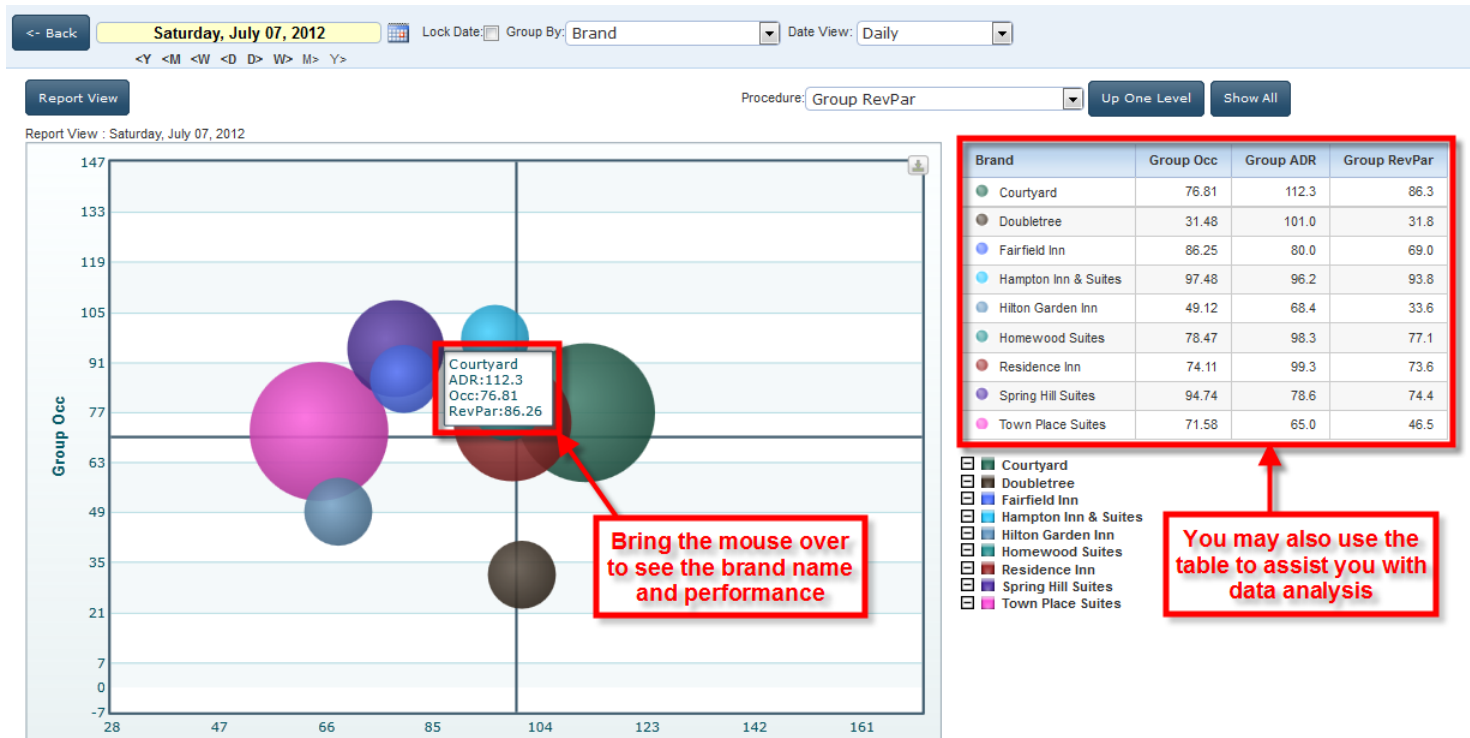 <- Back
Saturday, July 07, 2012
Lock Date:
Group By:
Brand
Date View:
Daily
<Y <M <W <D D> W> M> Y>
Report View
Procedure:
Group RevPar
Up One Level
Show All
Report View : Saturday, July 07, 2012
147
133
119
105
91
77
63
49
35
21
7
0
-7
Group Occ
28 47 66 85 104 123 142 161
Courtyard
ADR:112.3
Occ:76.81
RevPar:86.26
Bring the mouse over
to see the brand name
and performance
Brand Group Occ Group ADR Group RevPar
Courtyard 76.81 112.3 86.3
Doubletree 31.48 101.0 31.8
Fairfield Inn 86.25 80.0 69.0
Hampton Inn & Suites 97.48 96.2 93.8
Hilton Garden Inn 49.12 68.4 33.6
Homewood Suites 78.47 98.3 77.1
Residence Inn 74.11 99.3 73.6
Spring Hill Suites 94.74 78.6 74.4
Town Place Suites 71.58 65.0 46.5
Courtyard
Doubletree
Fairfield Inn
Hampton Inn & Suites
Hilton Garden Inn
Homewood Suites
Residence Inn
Spring Hill Suites
Town Place Suites
You may also use the
table to assist you with
data analysis